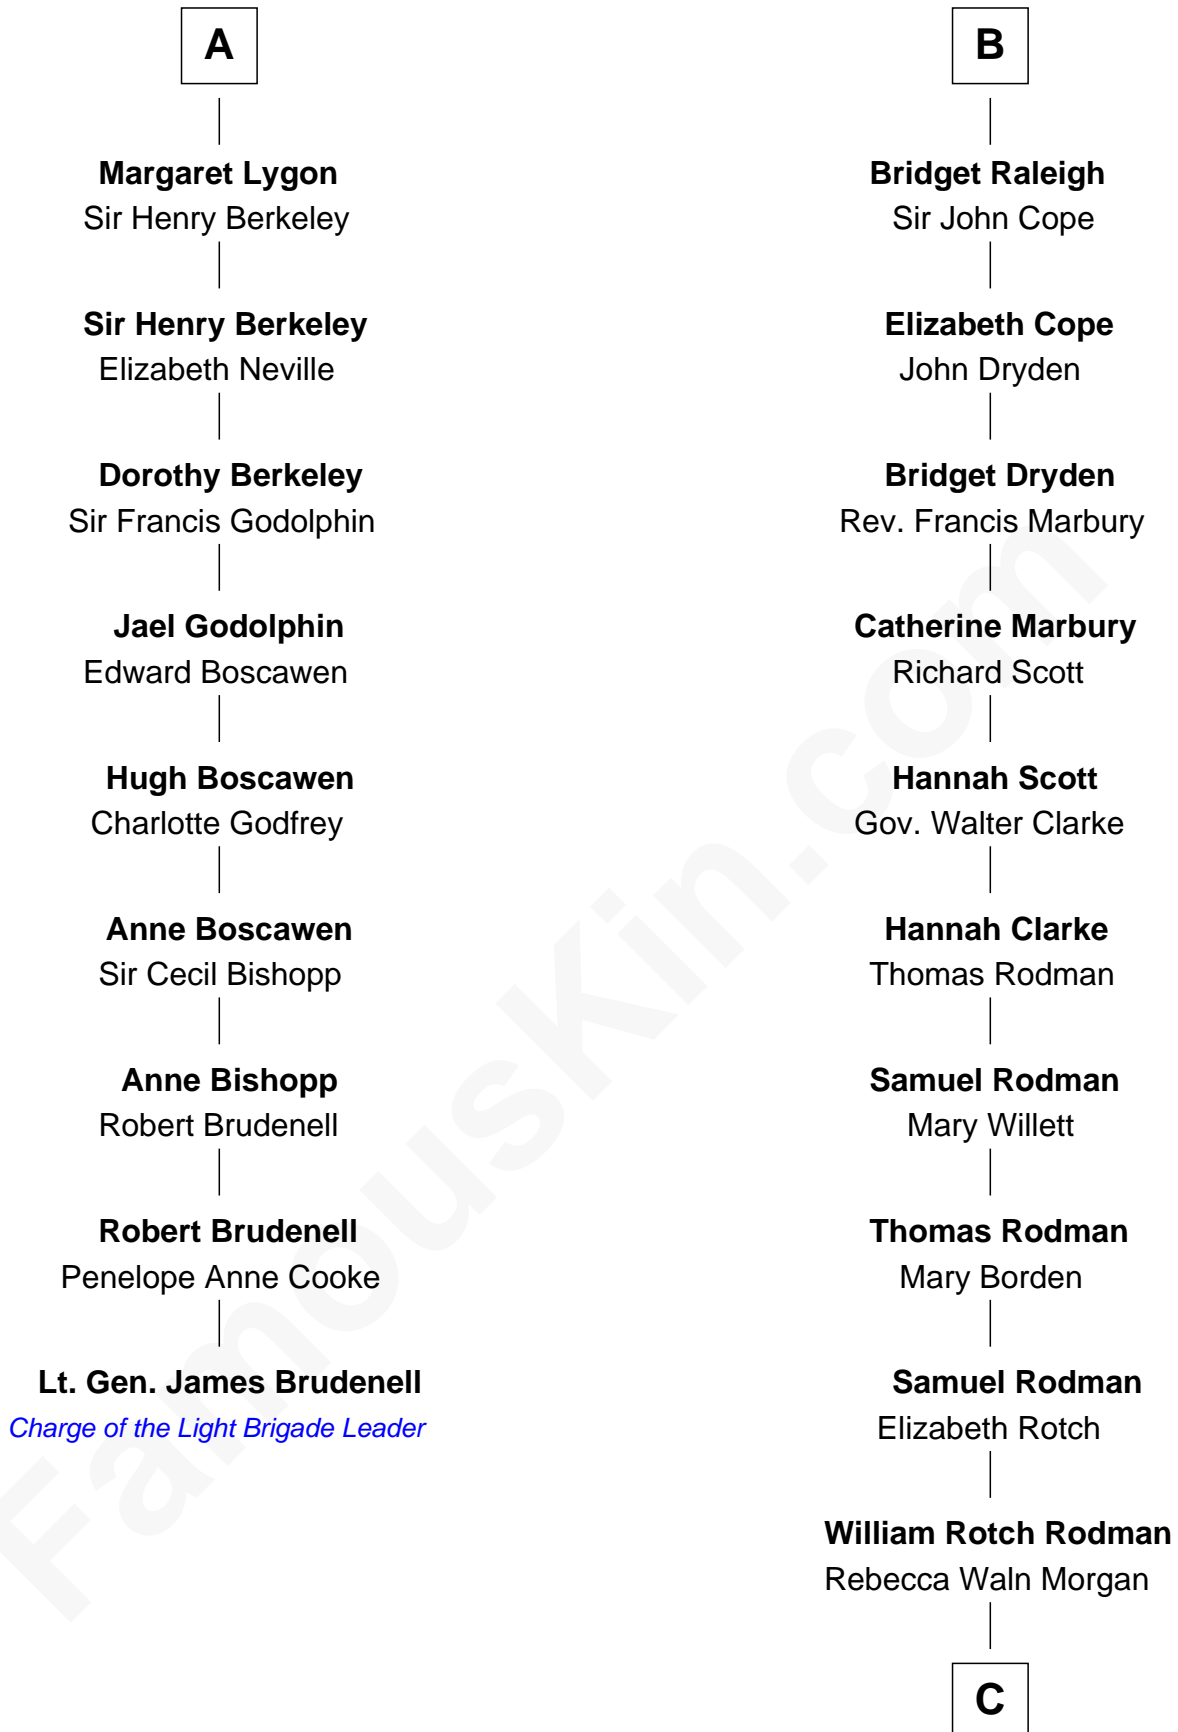 A
Margaret Lygon
Sir Henry Berkeley
Sir Henry Berkeley
Elizabeth Neville
Dorothy Berkeley
Sir Francis Godolphin
Jael Godolphin
Edward Boscawen
Hugh Boscawen
Charlotte Godfrey
Anne Boscawen
Sir Cecil Bishopp
Anne Bishopp
Robert Brudenell
Robert Brudenell
Penelope Anne Cooke
Lt. Gen. James Brudenell
Charge of the Light Brigade Leader
B
Bridget Raleigh
Sir John Cope
Elizabeth Cope
John Dryden
Bridget Dryden
Rev. Francis Marbury
Catherine Marbury
Richard Scott
Hannah Scott
Gov. Walter Clarke
Hannah Clarke
Thomas Rodman
Samuel Rodman
Mary Willett
Thomas Rodman
Mary Borden
Samuel Rodman
Elizabeth Rotch
William Rotch Rodman
Rebecca Waln Morgan
C
FamousKin.com